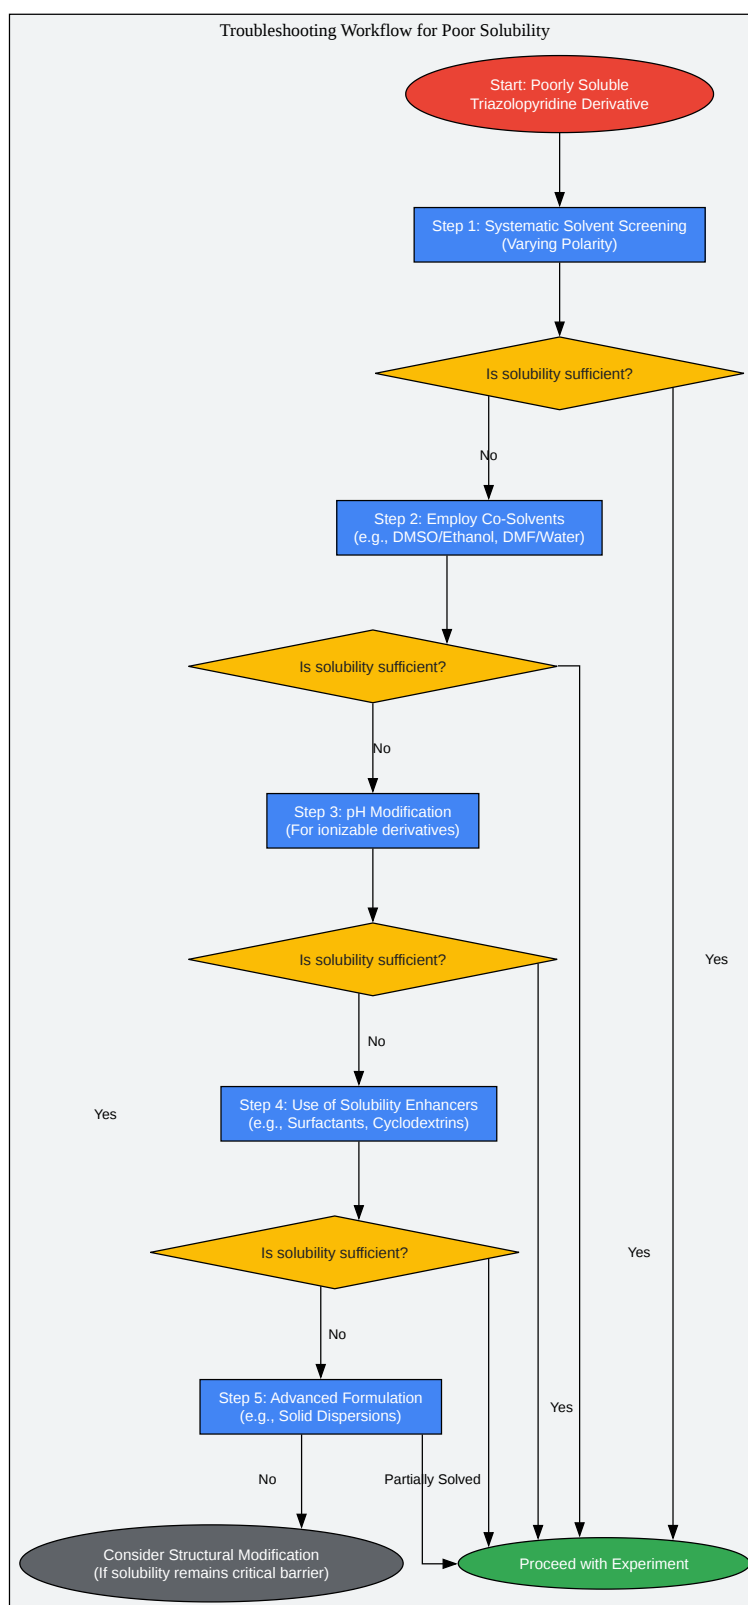 Troubleshooting Workflow for Poor Solubility
Start: Poorly Soluble
Triazolopyridine Derivative
Step 1: Systematic Solvent Screening
(Varying Polarity)
Is solubility sufficient?
No
Step 2: Employ Co-Solvents
(e.g., DMSO/Ethanol, DMF/Water)
Is solubility sufficient?
No
Step 3: pH Modification
(For ionizable derivatives)
Is solubility sufficient?
Yes
No
Step 4: Use of Solubility Enhancers
(e.g., Surfactants, Cyclodextrins)
Yes
Is solubility sufficient?
Yes
No
Step 5: Advanced Formulation
(e.g., Solid Dispersions)
Yes
No
Partially Solved
Consider Structural Modification
(If solubility remains critical barrier)
Proceed with Experiment